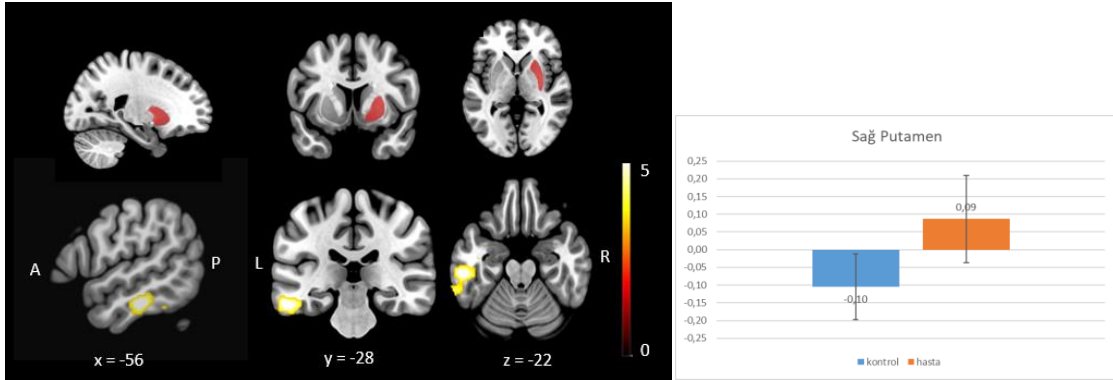 5
A
P
L
R
0
x = -56
y = -28
z = -22
Sağ Putamen
0,25
0,20
0,15
0,10
0,05
0,00
-0,05
-0,10
-0,15
-0,20
-0,25
0,09
-0,10
kontrol
hasta